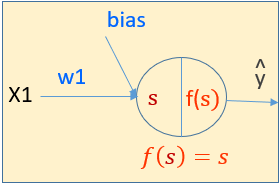 bias
w1
X1
s f(s)
ŷ
f(s) = s